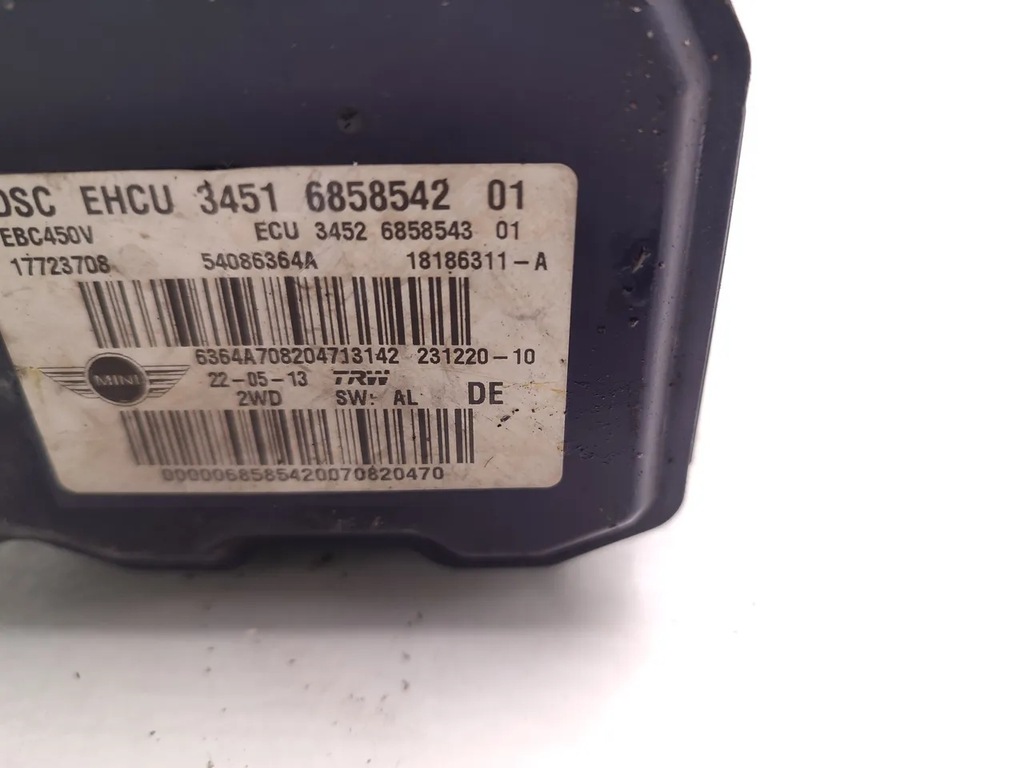 DSC EHCU 3451 6858542 01
EBC450V ECU 3452 6858543 01
17723708 54086364A 18186311-A
6364A708204713142 231220-10
MINI 22-05-13 TRW
2WD SW: AL DE
0000068585420070820470